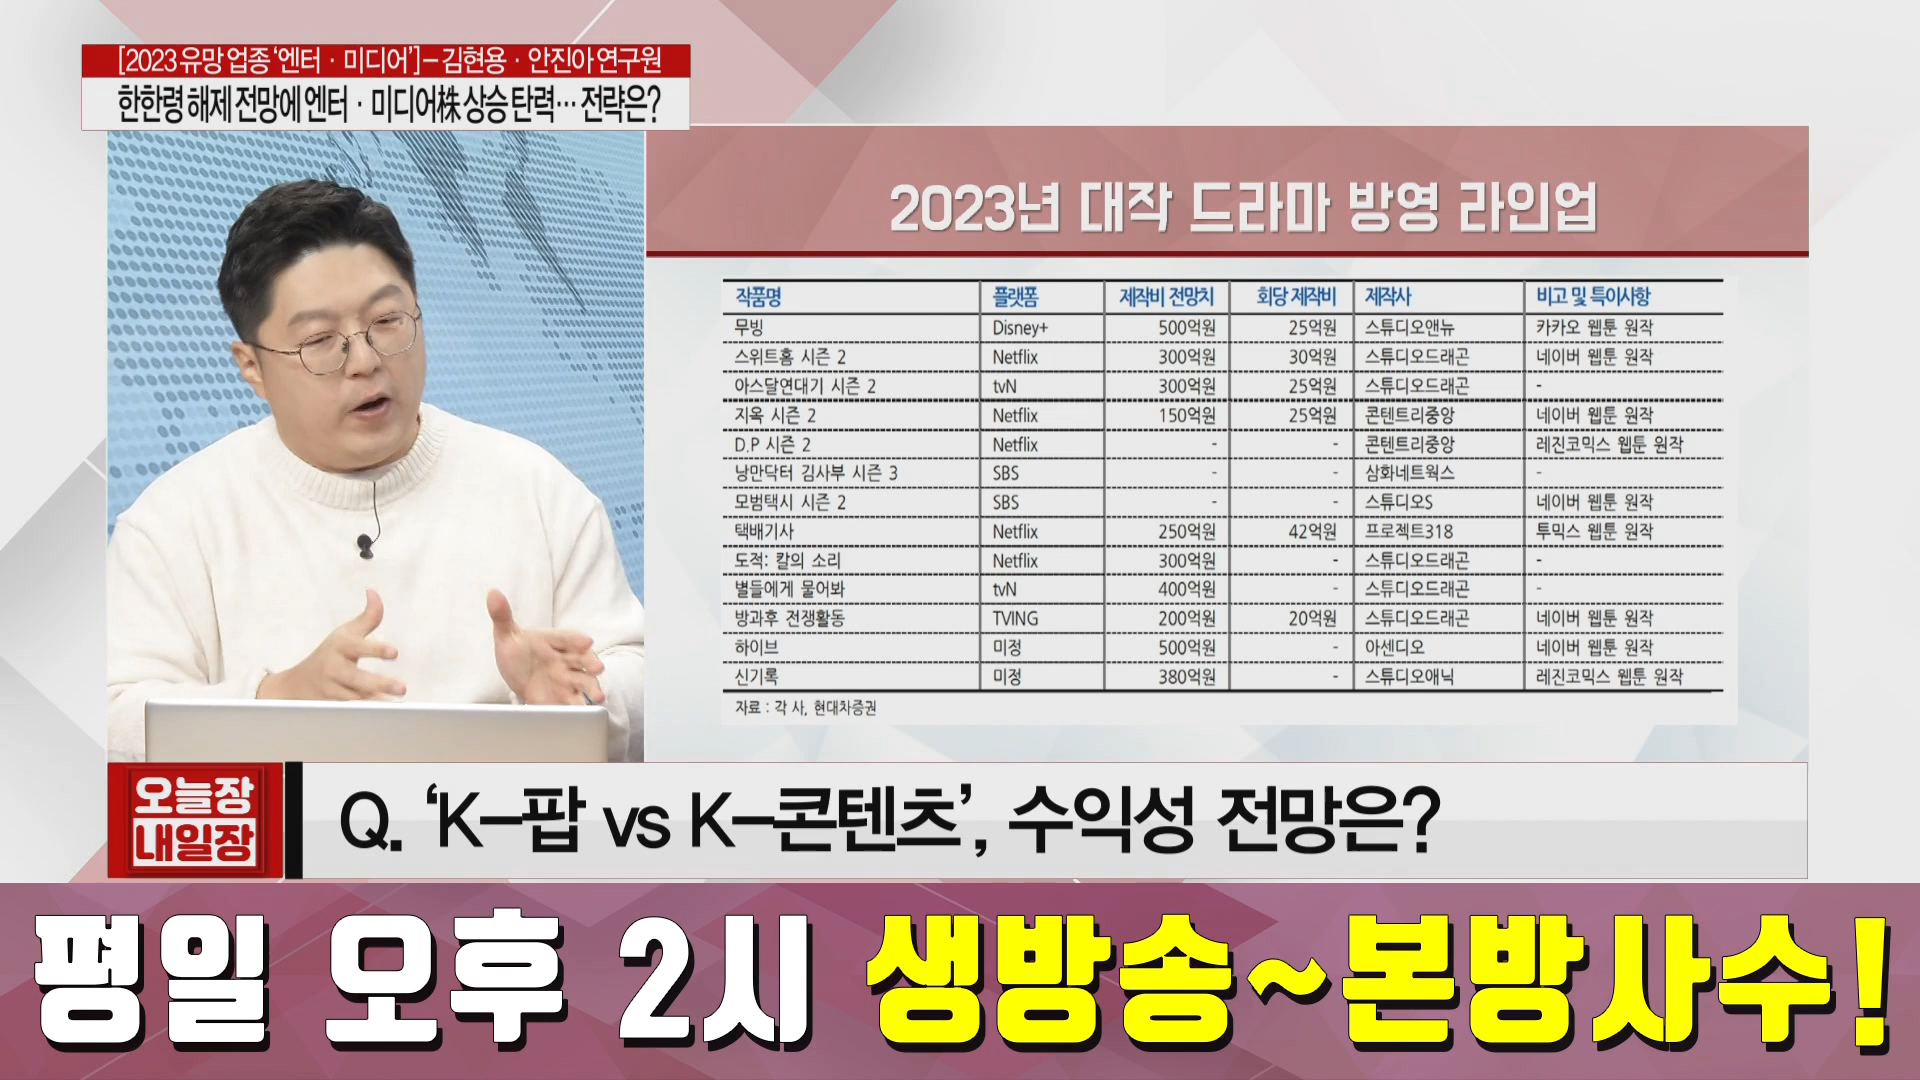 [2023 유망 업종 ‘엔터 · 미디어’] – 김현용 · 안진아 연구원
한한령 해제 전망에 엔터 · 미디어株 상승 탄력… 전략은?
2023년 대작 드라마 방영 라인업
작품명 플랫폼 제작비 전망치 회당 제작비 제작사 비고 및 특이사항
무빙 Disney+ 500억원 25억원 스튜디오앤뉴 카카오 웹툰 원작
스위트홈 시즌 2 Netflix 300억원 30억원 스튜디오드래곤 네이버 웹툰 원작
아스달연대기 시즌 2 tvN 300억원 25억원 스튜디오드래곤 -
지옥 시즌 2 Netflix 150억원 25억원 콘텐트리중앙 네이버 웹툰 원작
D.P 시즌 2 Netflix - - 콘텐트리중앙 레진코믹스 웹툰 원작
낭만닥터 김사부 시즌 3 SBS - - 삼화네트웍스 -
모범택시 시즌 2 SBS - - 스튜디오S 네이버 웹툰 원작
택배기사 Netflix 250억원 42억원 프로젝트318 투믹스 웹툰 원작
도적: 칼의 소리 Netflix 300억원 - 스튜디오드래곤 -
별들에게 물어봐 tvN 400억원 - 스튜디오드래곤 -
방과후 전쟁활동 TVING 200억원 20억원 스튜디오드래곤 네이버 웹툰 원작
하이브 미정 500억원 - 아센디오 네이버 웹툰 원작
신기록 미정 380억원 - 스튜디오애닉 레진코믹스 웹툰 원작
자료 : 각 사, 현대차증권
오늘장
내일장
Q. ‘K-팝 vs K-콘텐츠’, 수익성 전망은?
평일 오후 2시 생방송~본방사수!